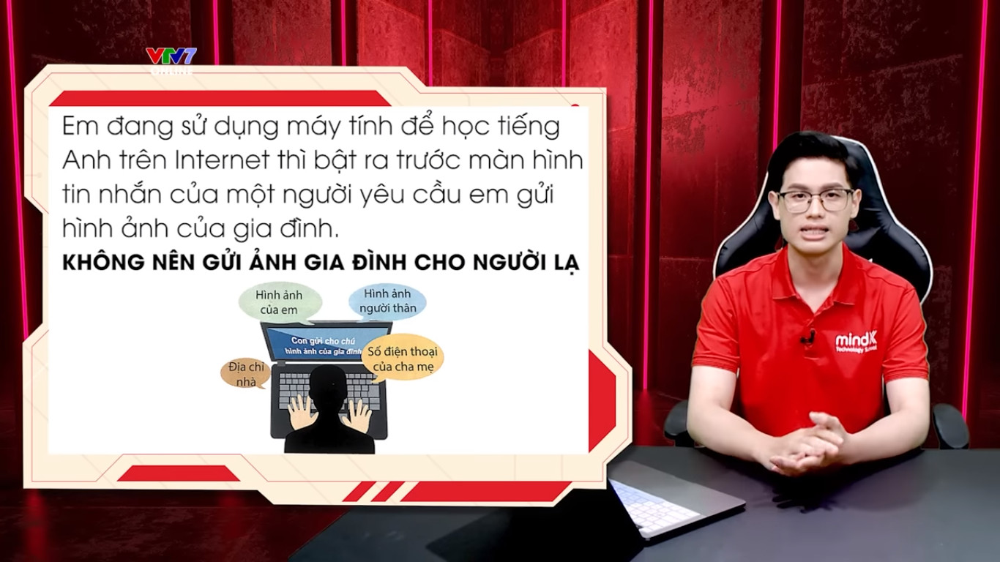 VTV7
ONLINE
Em đang sử dụng máy tính để học tiếng
Anh trên Internet thì bật ra trước màn hình
tin nhắn của một người yêu cầu em gửi
hình ảnh của gia đình.
KHÔNG NÊN GỬI ẢNH GIA ĐÌNH CHO NGƯỜI LẠ
Hình ảnh
của em
Hình ảnh
người thân
Con gửi cho chú
hình ảnh của gia đình
Số điện thoại
của cha mẹ
Địa chỉ
nhà
mindX
Technology School